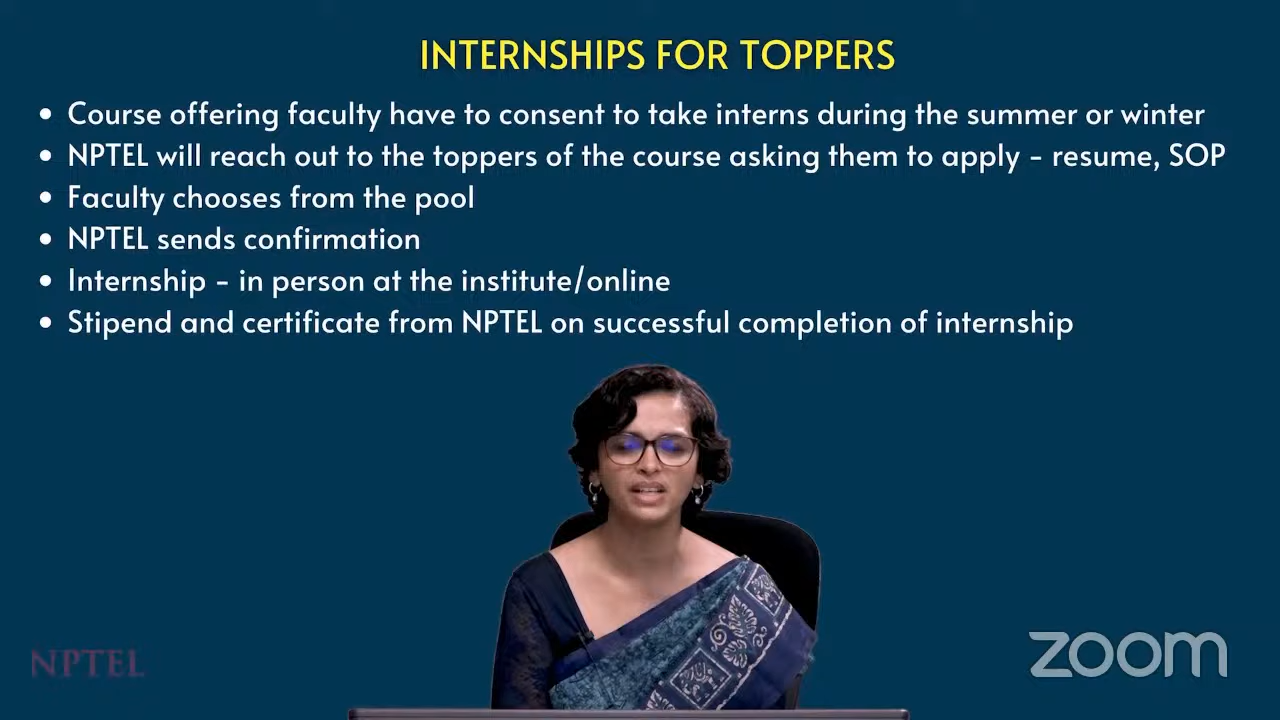 INTERNSHIPS FOR TOPPERS
• Course offering faculty have to consent to take interns during the summer or winter
• NPTEL will reach out to the toppers of the course asking them to apply - resume, SOP
• Faculty chooses from the pool
• NPTEL sends confirmation
• Internship - in person at the institute/online
• Stipend and certificate from NPTEL on successful completion of internship
NPTEL
zoom